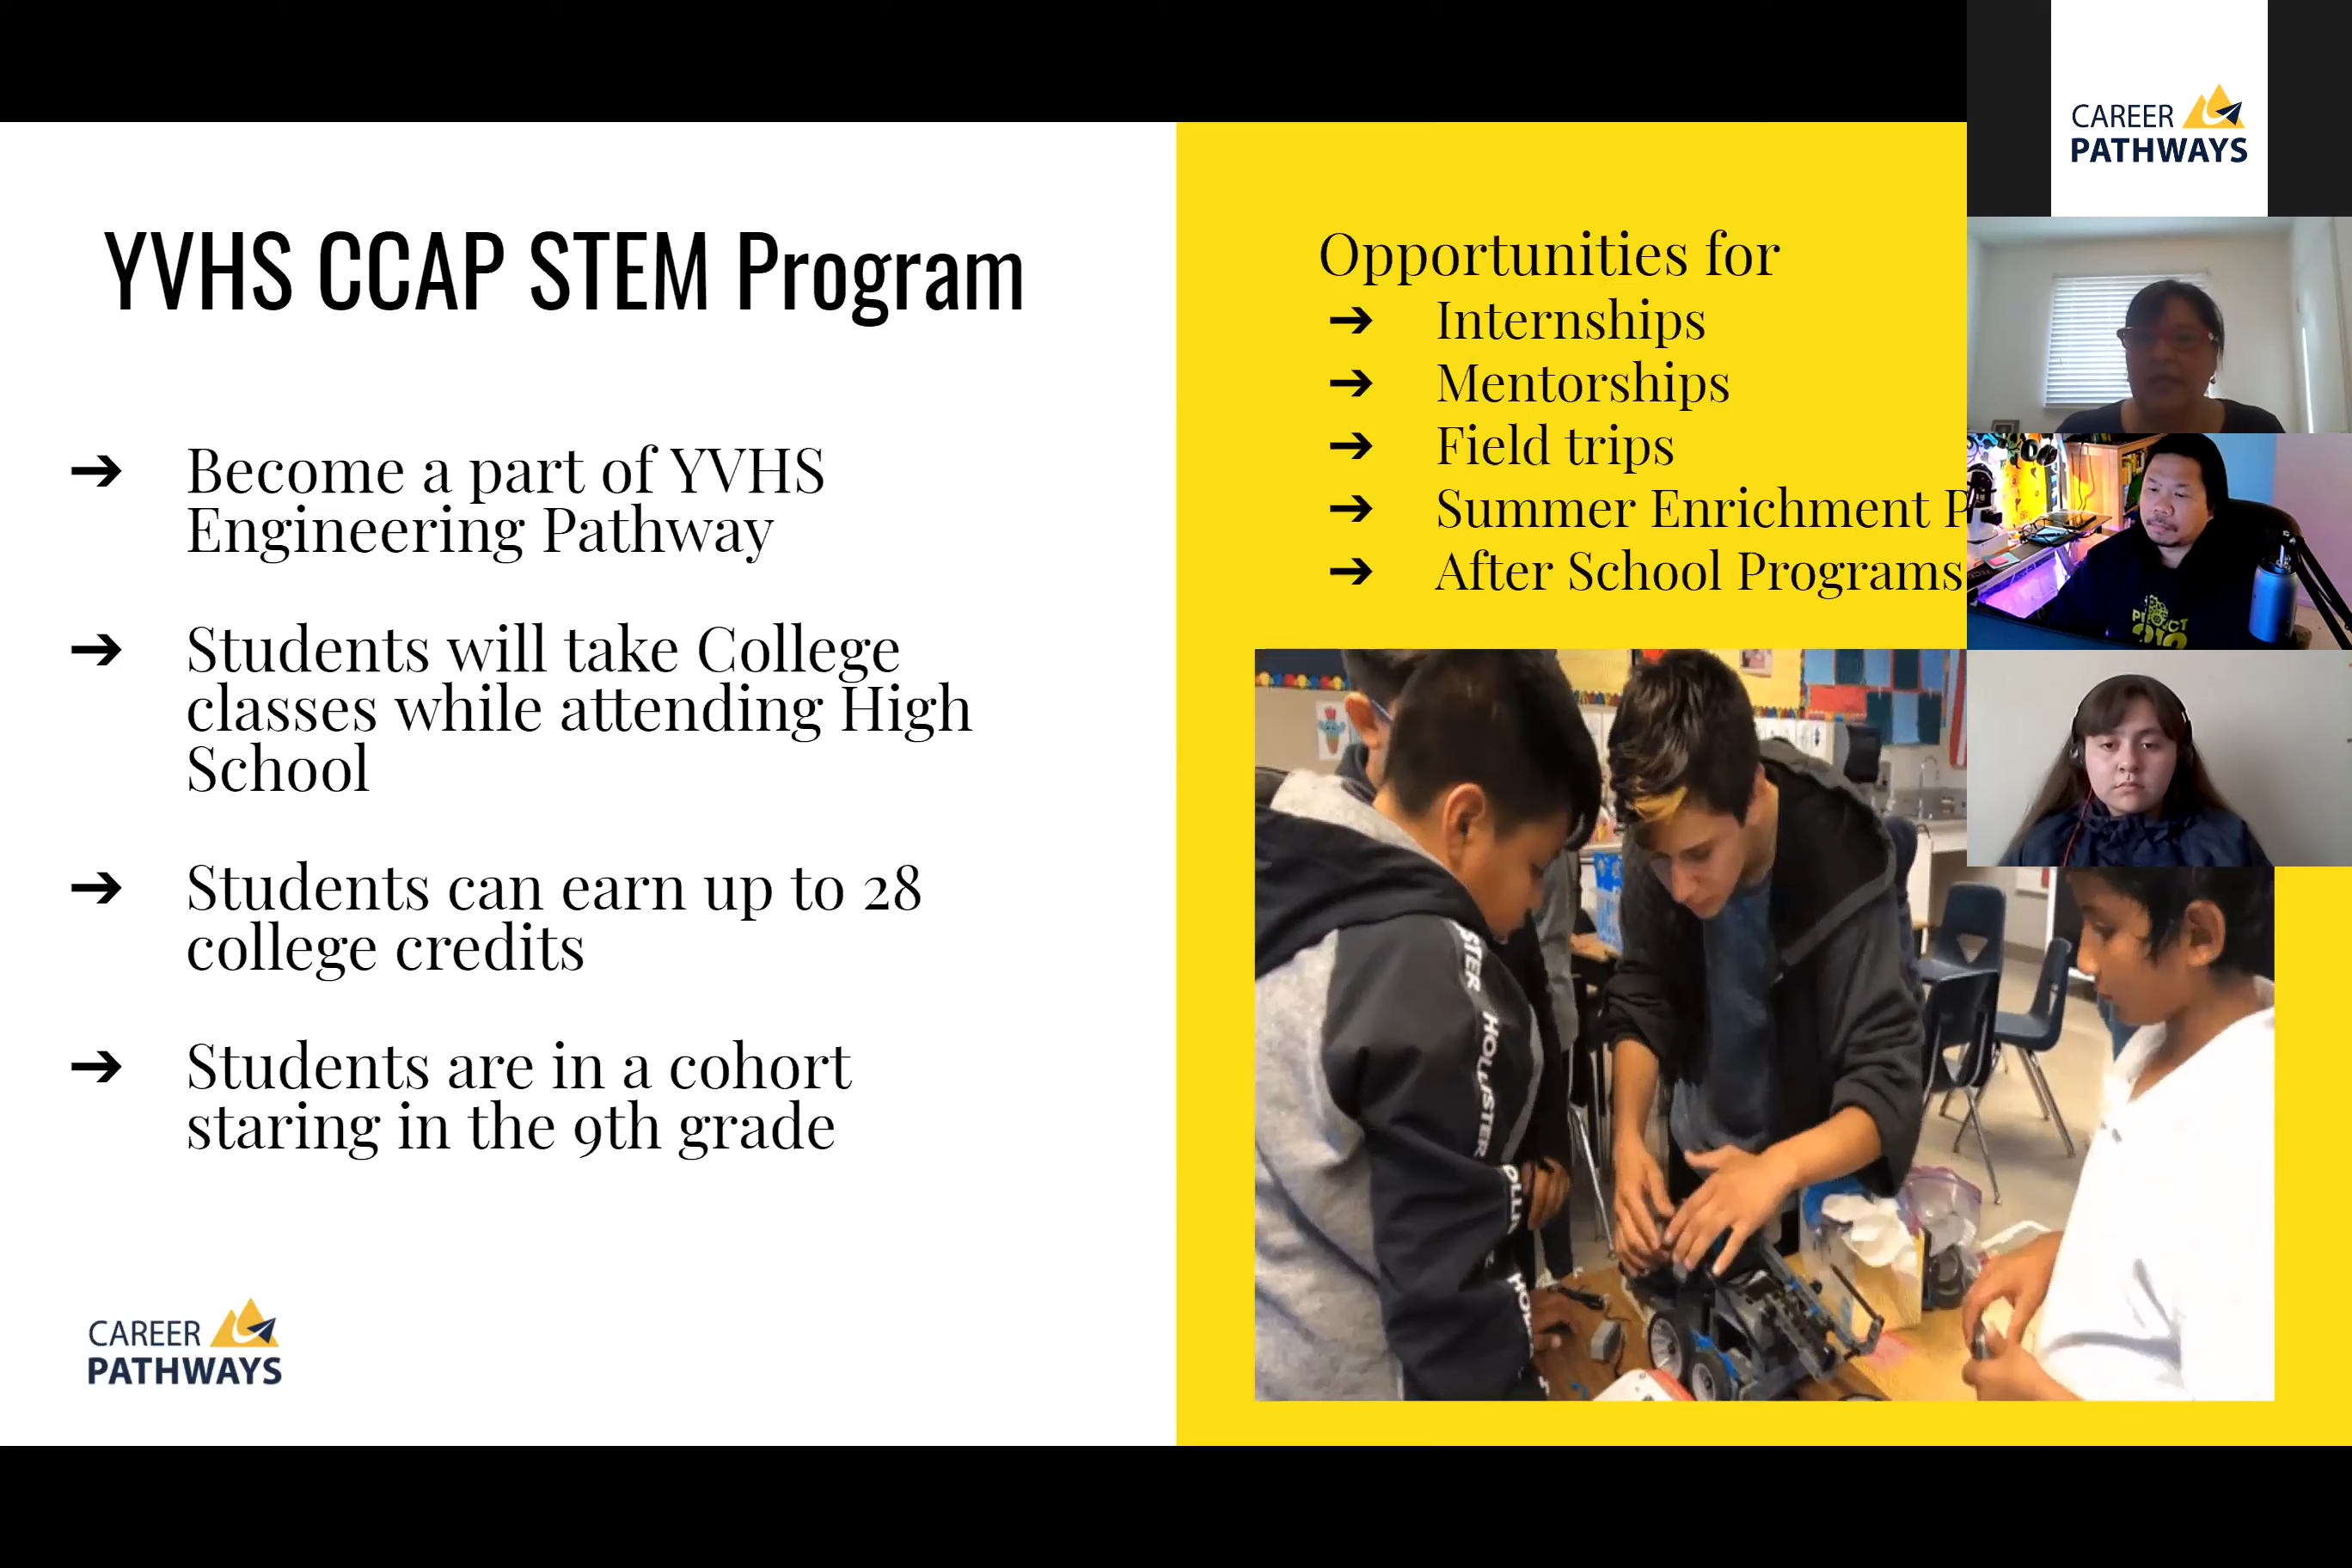 YVHS CCAP STEM Program
➔ Become a part of YVHS
Engineering Pathway
➔ Students will take College
classes while attending High
School
➔ Students can earn up to 28
college credits
➔ Students are in a cohort
staring in the 9th grade
CAREER
PATHWAYS
Opportunities for
➔ Internships
➔ Mentorships
➔ Field trips
➔ Summer Enrichment P
➔ After School Programs
HOLLISTER
CAREER
PATHWAYS